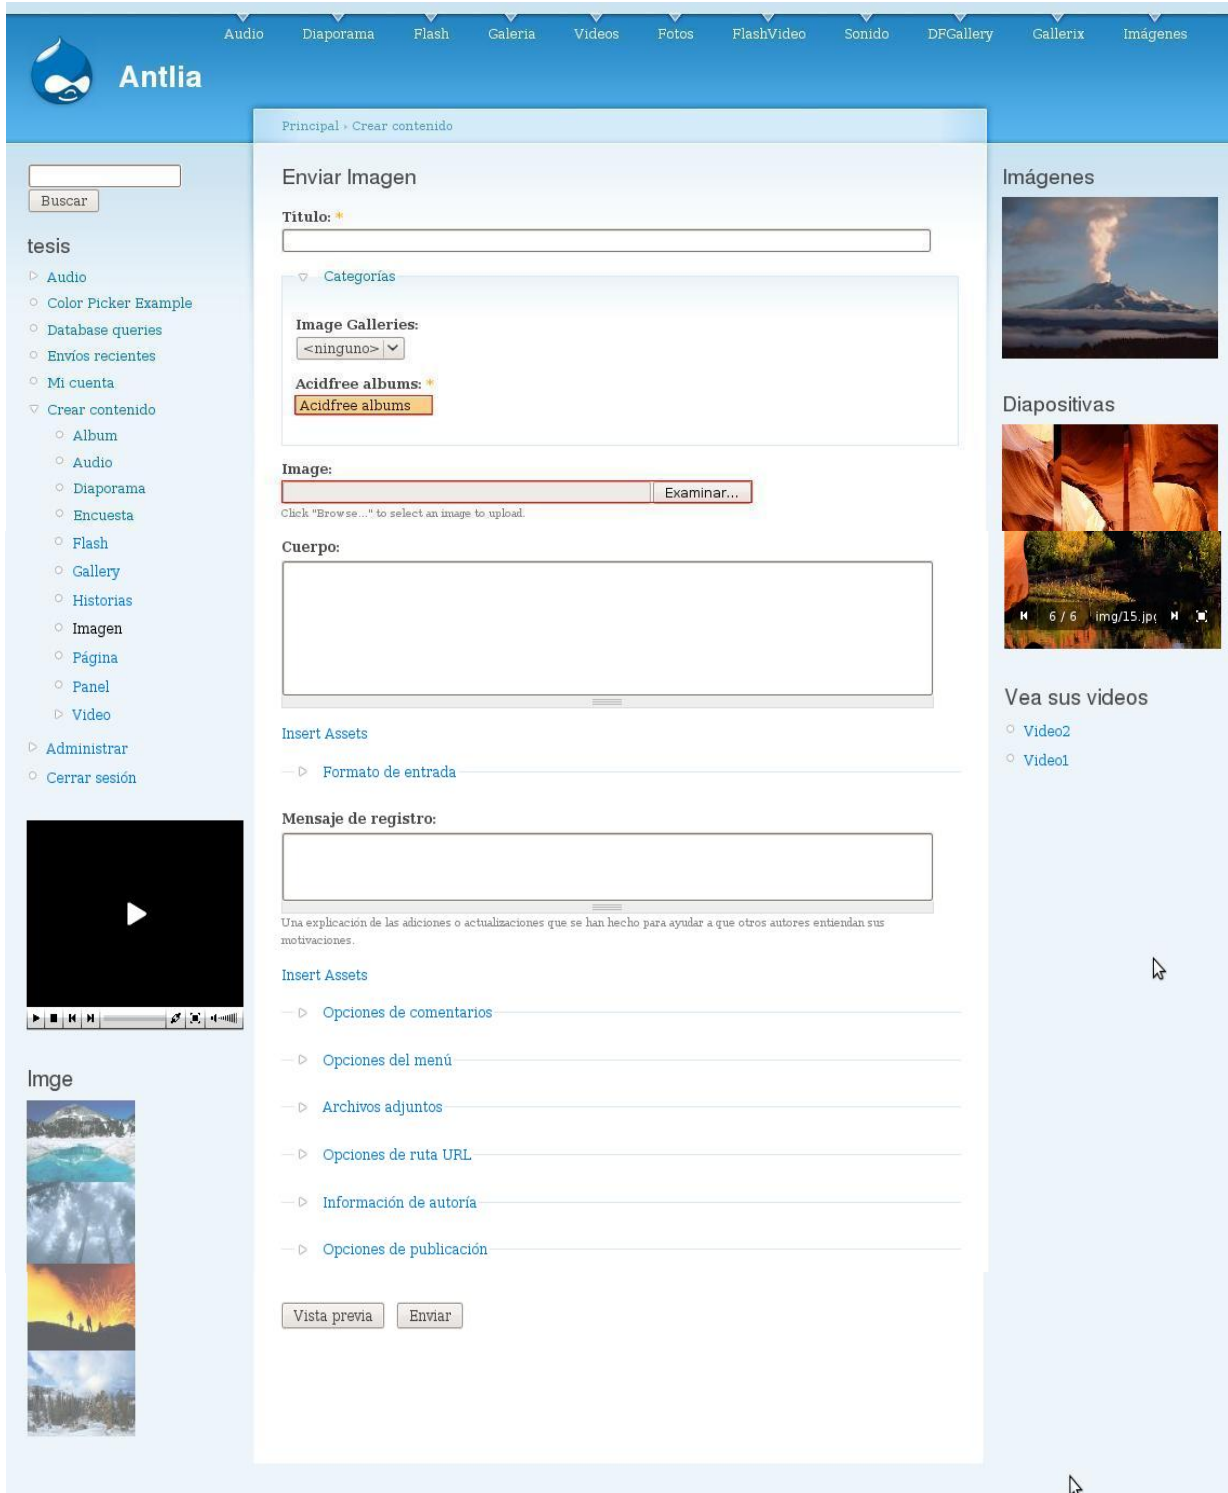 Audio Diaporama Flash Galeria Videos Fotos FlashVideo Sonido DFGallery Gallerix Imágenes
Antlia
Principal › Crear contenido
Buscar
tesis
Audio
Color Picker Example
Database queries
Envíos recientes
Mi cuenta
Crear contenido
Album
Audio
Diaporama
Encuesta
Flash
Gallery
Historias
Imagen
Página
Panel
Video
Administrar
Cerrar sesión
Imge
Enviar Imagen
Título: *
Categorías
Image Galleries:
<ninguno>
Acidfree albums: *
Acidfree albums
Image:
Examinar...
Click "Browse..." to select an image to upload.
Cuerpo:
Insert Assets
Formato de entrada
Mensaje de registro:
Una explicación de las adiciones o actualizaciones que se han hecho para ayudar a que otros autores entiendan sus
motivaciones.
Insert Assets
Opciones de comentarios
Opciones del menú
Archivos adjuntos
Opciones de ruta URL
Información de autoría
Opciones de publicación
Vista previa Enviar
Imágenes
Diapositivas
6 / 6 img/15.jpg
Vea sus videos
Video2
Video1